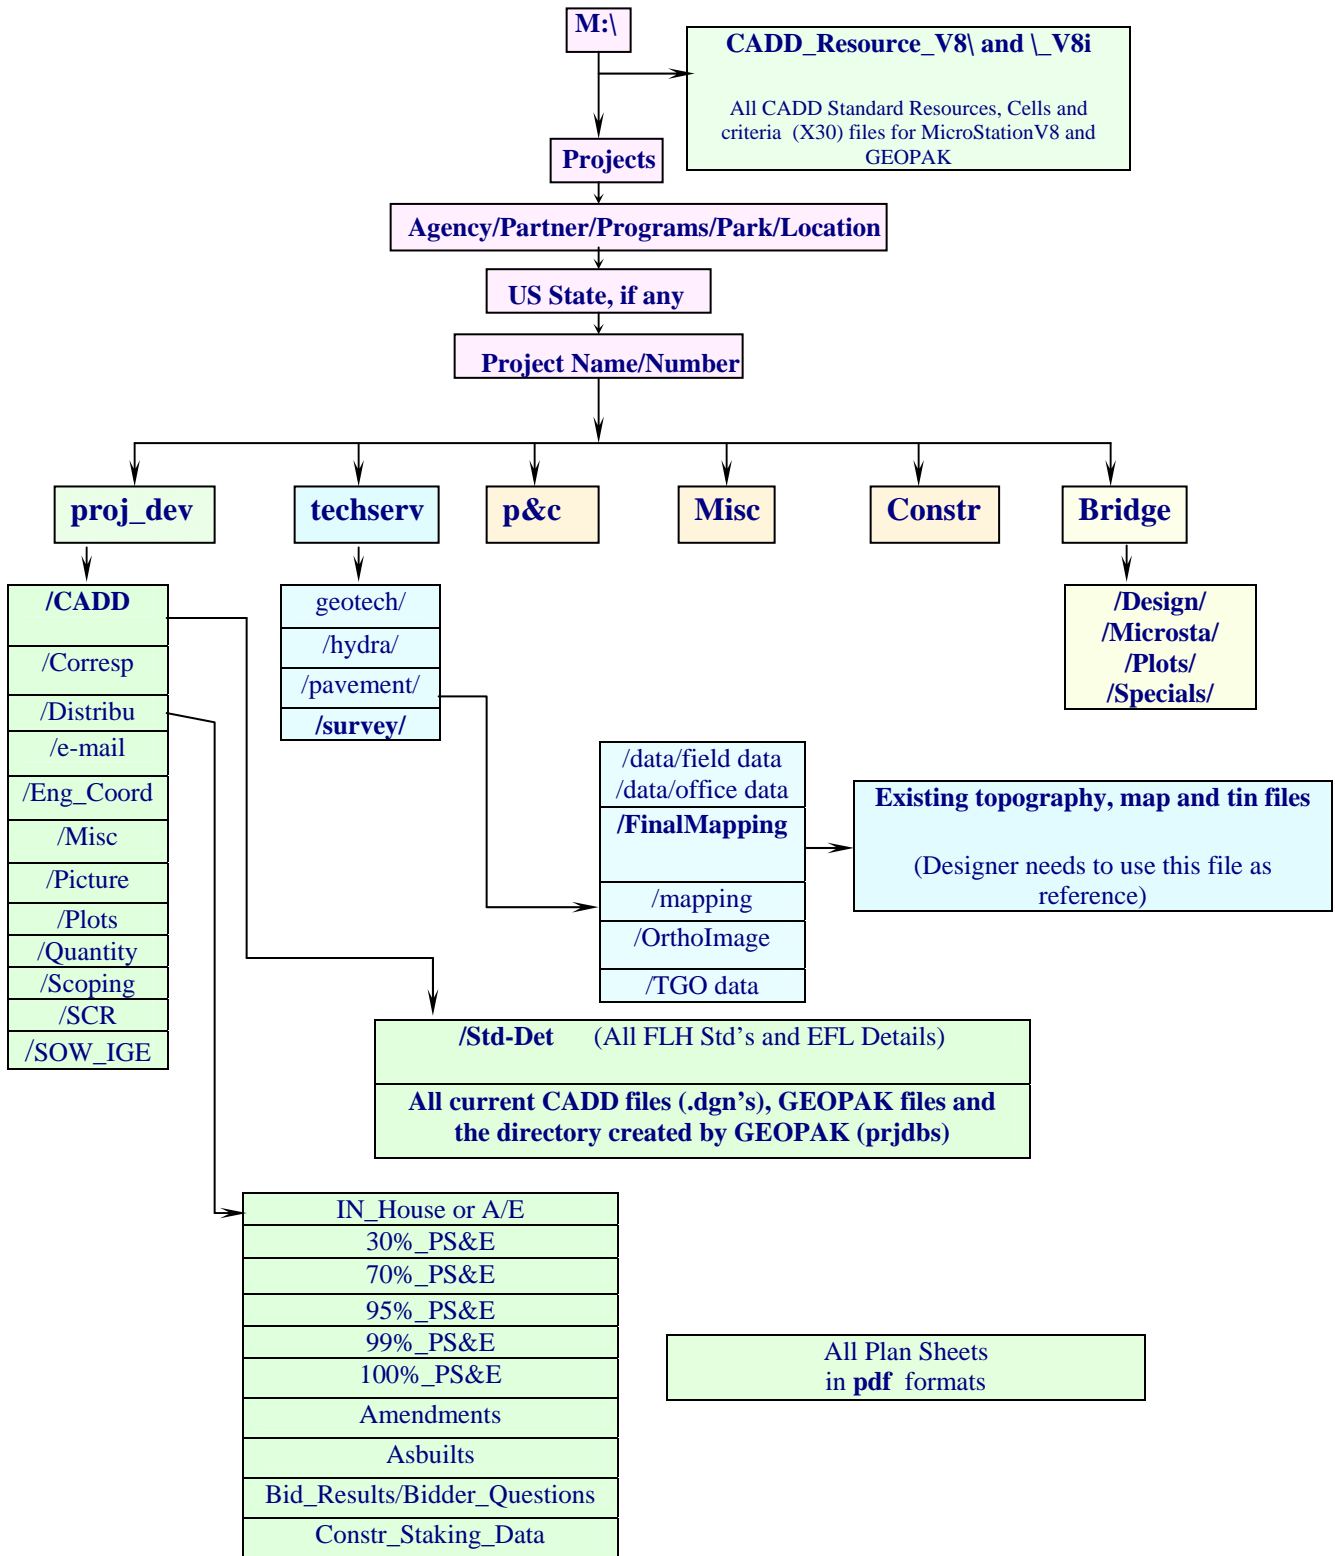 M:\
CADD_Resource_V8\ and \_V8i
All CADD Standard Resources, Cells and
criteria (X30) files for MicroStationV8 and
GEOPAK
Projects
Agency/Partner/Programs/Park/Location
US State, if any
Project Name/Number
proj_dev
techserv
p&c
Misc
Constr
Bridge
/CADD
/Corresp
/Distribu
/e-mail
/Eng_Coord
/Misc
/Picture
/Plots
/Quantity
/Scoping
/SCR
/SOW_IGE
geotech/
/hydra/
/pavement/
/survey/
/Design/
/Microsta/
/Plots/
/Specials/
/data/field data
/data/office data
/FinalMapping
/mapping
/OrthoImage
/TGO data
Existing topography, map and tin files
(Designer needs to use this file as
reference)
/Std-Det (All FLH Std’s and EFL Details)
All current CADD files (.dgn’s), GEOPAK files and
the directory created by GEOPAK (prjdbs)
IN_House or A/E
30%_PS&E
70%_PS&E
95%_PS&E
99%_PS&E
100%_PS&E
Amendments
Asbuilts
Bid_Results/Bidder_Questions
Constr_Staking_Data
All Plan Sheets
in pdf formats